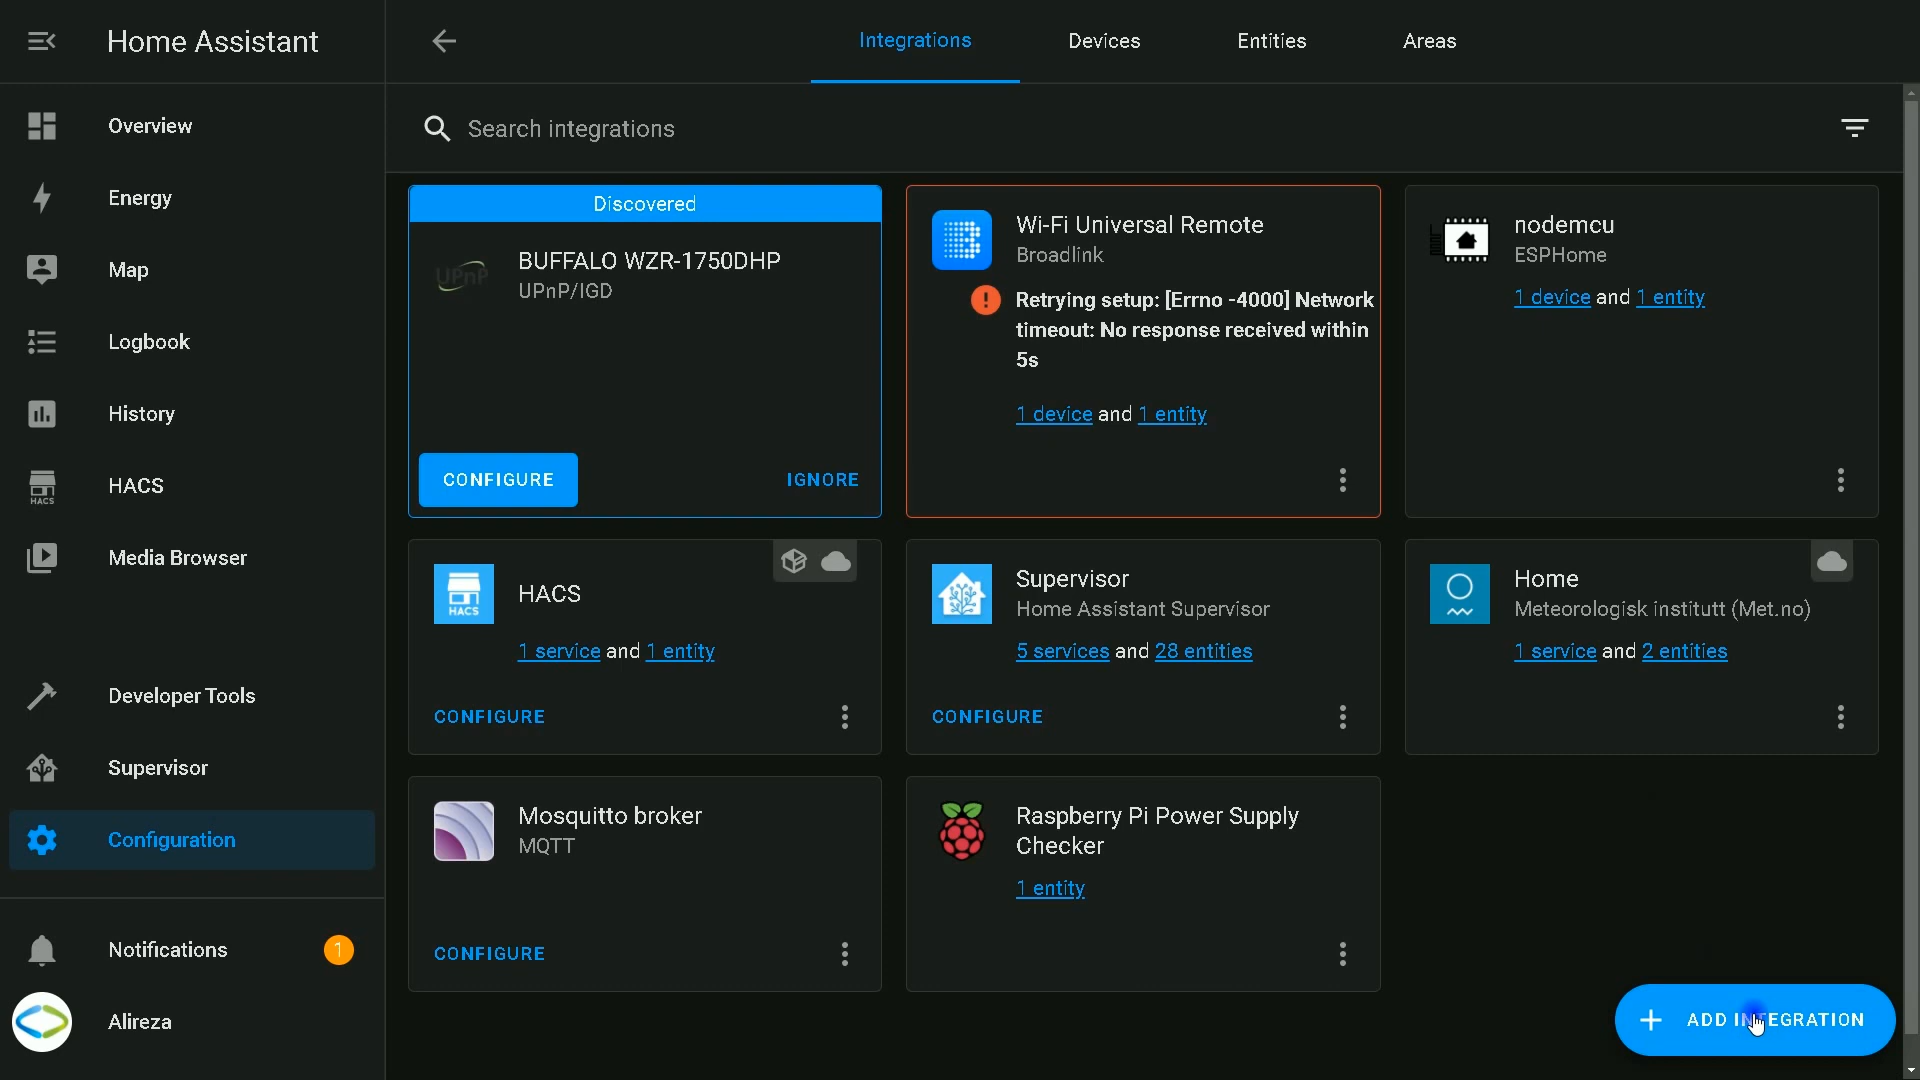 Home Assistant
Overview
Energy
Map
Logbook
History
HACS
HACS
Media Browser
Developer Tools
Supervisor
Configuration
Notifications
1
Alireza
Integrations
Devices
Entities
Areas
Search integrations
Discovered
UPnP
BUFFALO WZR-1750DHP
UPnP/IGD
CONFIGURE
IGNORE
Wi-Fi Universal Remote
Broadlink
! Retrying setup: [Errno -4000] Network
timeout: No response received within
5s
1 device and 1 entity
nodemcu
ESPHome
1 device and 1 entity
HACS
HACS
1 service and 1 entity
CONFIGURE
Supervisor
Home Assistant Supervisor
5 services and 28 entities
CONFIGURE
Home
Meteorologisk institutt (Met.no)
1 service and 2 entities
Mosquitto broker
MQTT
CONFIGURE
Raspberry Pi Power Supply
Checker
1 entity
+ ADD INTEGRATION